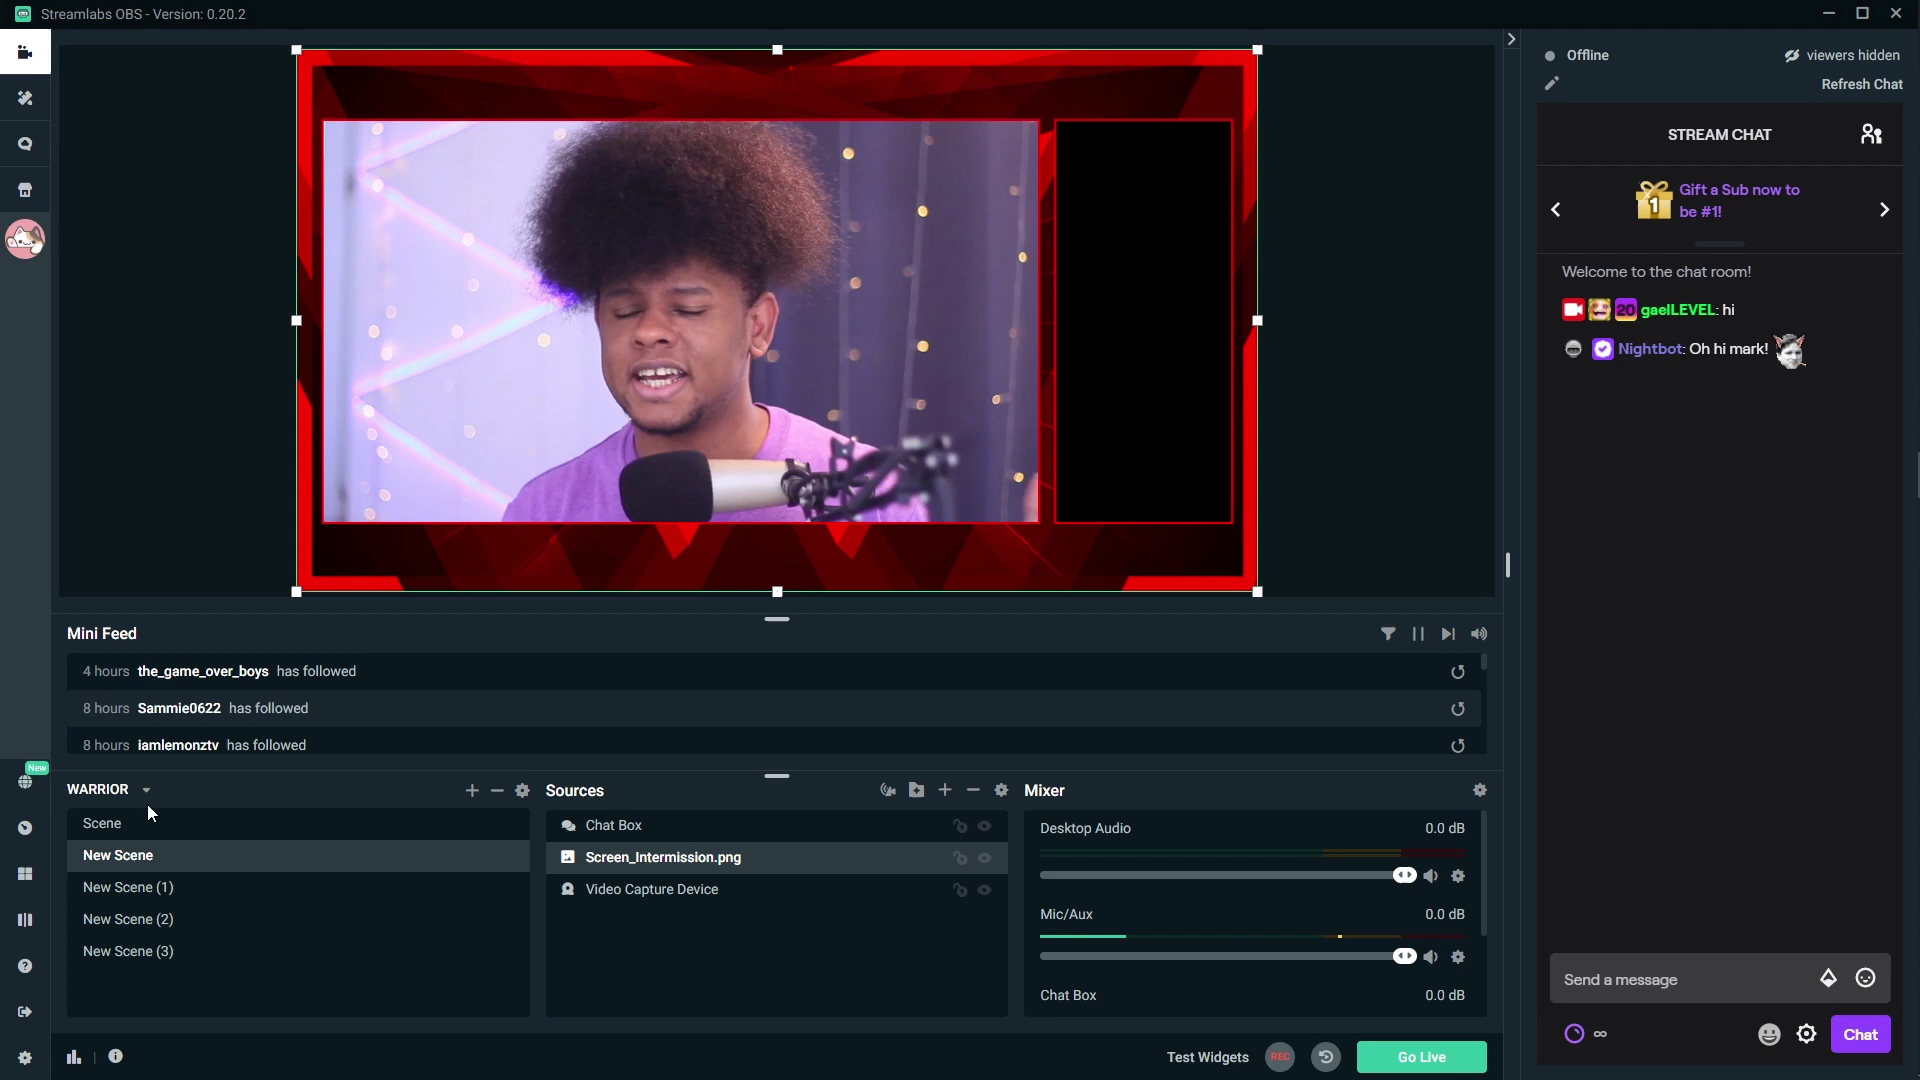 Streamlabs OBS - Version: 0.20.2
Offline
viewers hidden
Refresh Chat
STREAM CHAT
1
Gift a Sub now to
be #1!
Welcome to the chat room!
20 gaelLEVEL: hi
Nightbot: Oh hi mark!
Mini Feed
4 hours the_game_over_boys has followed
8 hours Sammie0622 has followed
8 hours iamlemonztv has followed
New
WARRIOR
Scene
New Scene
New Scene (1)
New Scene (2)
New Scene (3)
Sources
Chat Box
Screen_Intermission.png
Video Capture Device
Mixer
Desktop Audio 0.0 dB
Mic/Aux 0.0 dB
Chat Box 0.0 dB
Send a message
Chat
Test Widgets
REC
Go Live